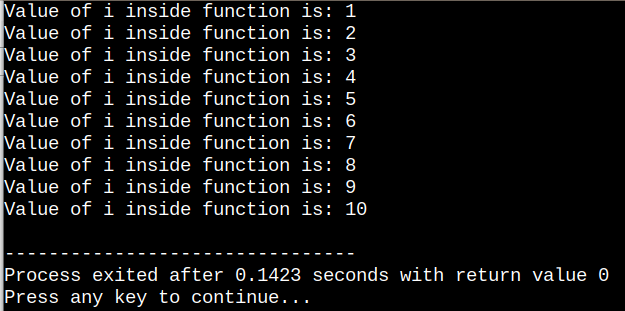 Value of i inside function is: 1
Value of i inside function is: 2
Value of i inside function is: 3
Value of i inside function is: 4
Value of i inside function is: 5
Value of i inside function is: 6
Value of i inside function is: 7
Value of i inside function is: 8
Value of i inside function is: 9
Value of i inside function is: 10
--------------------------------
Process exited after 0.1423 seconds with return value 0
Press any key to continue...